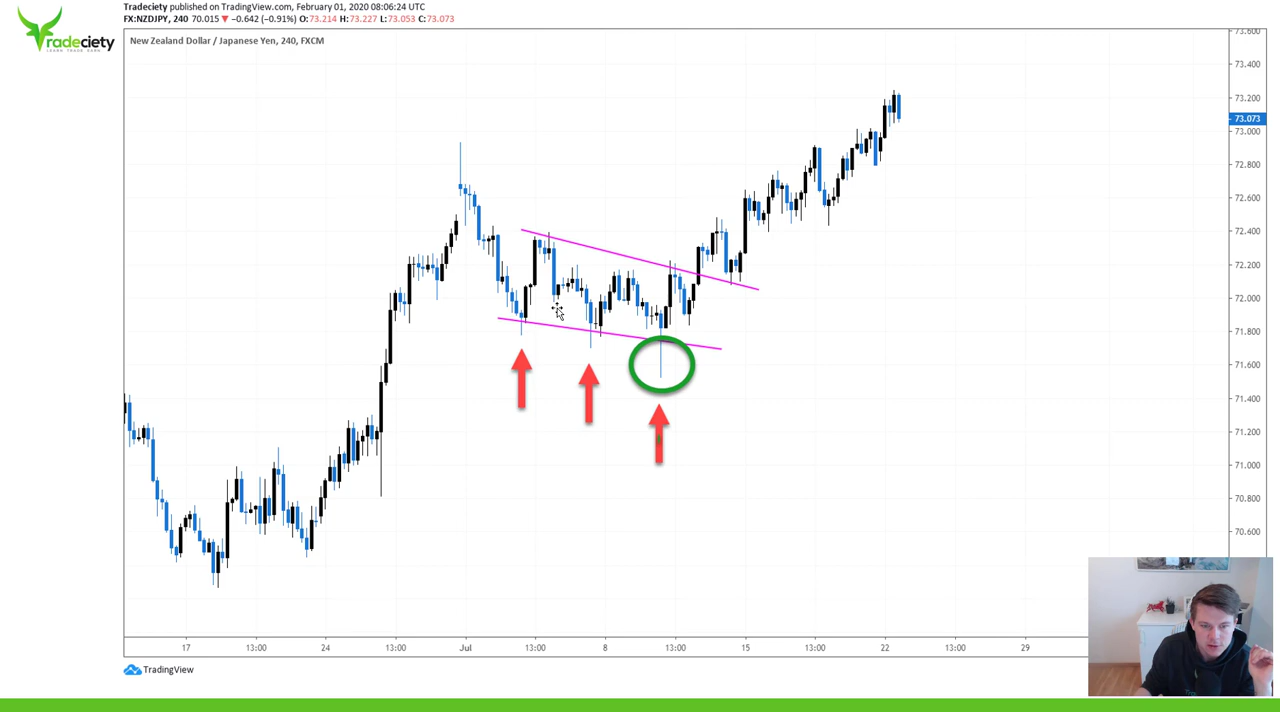 Tradeciety published on TradingView.com, February 01, 2020 08:06:24 UTC
FX:NZDJPY, 240 70.015 ▼ −0.642 (−0.91%) O:73.214 H:73.227 L:73.053 C:73.073
Tradeciety
LEARN. TRADE. EARN.
New Zealand Dollar / Japanese Yen, 240, FXCM
73.600
73.400
73.200
73.073
73.000
72.800
72.600
72.400
72.200
72.000
71.800
71.600
71.400
71.200
71.000
70.800
70.600
17 13:00 24 13:00 Jul 13:00 8 13:00 15 13:00 22 13:00 29
TradingView